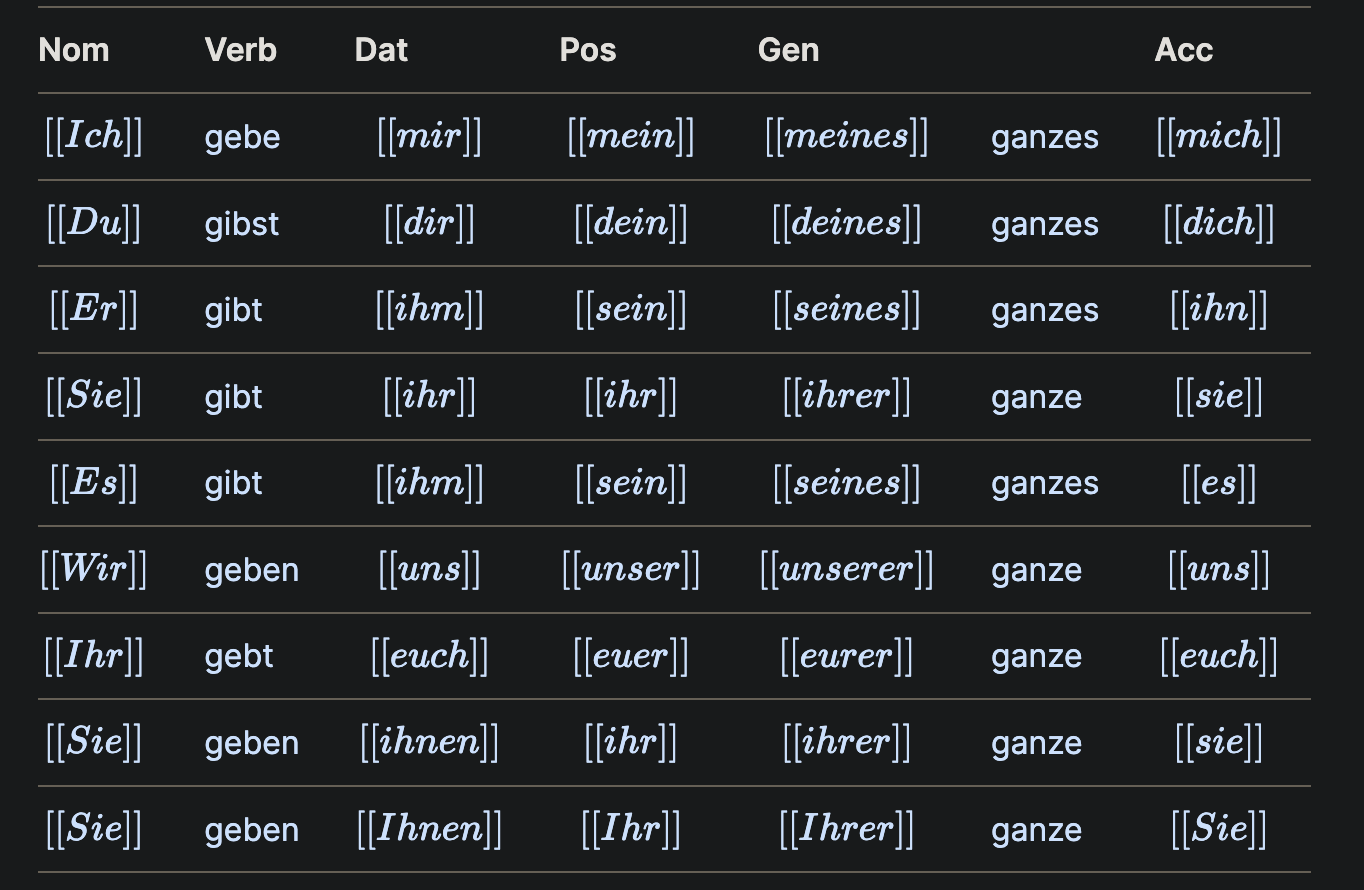 Nom Verb Dat Pos Gen Acc
[[Ich]] gebe [[mir]] [[mein]] [[meines]] ganzes [[mich]]
[[Du]] gibst [[dir]] [[dein]] [[deines]] ganzes [[dich]]
[[Er]] gibt [[ihm]] [[sein]] [[seines]] ganzes [[ihn]]
[[Sie]] gibt [[ihr]] [[ihr]] [[ihrer]] ganze [[sie]]
[[Es]] gibt [[ihm]] [[sein]] [[seines]] ganzes [[es]]
[[Wir]] geben [[uns]] [[unser]] [[unserer]] ganze [[uns]]
[[Ihr]] gebt [[euch]] [[euer]] [[eurer]] ganze [[euch]]
[[Sie]] geben [[ihnen]] [[ihr]] [[ihrer]] ganze [[sie]]
[[Sie]] geben [[Ihnen]] [[Ihr]] [[Ihrer]] ganze [[Sie]]